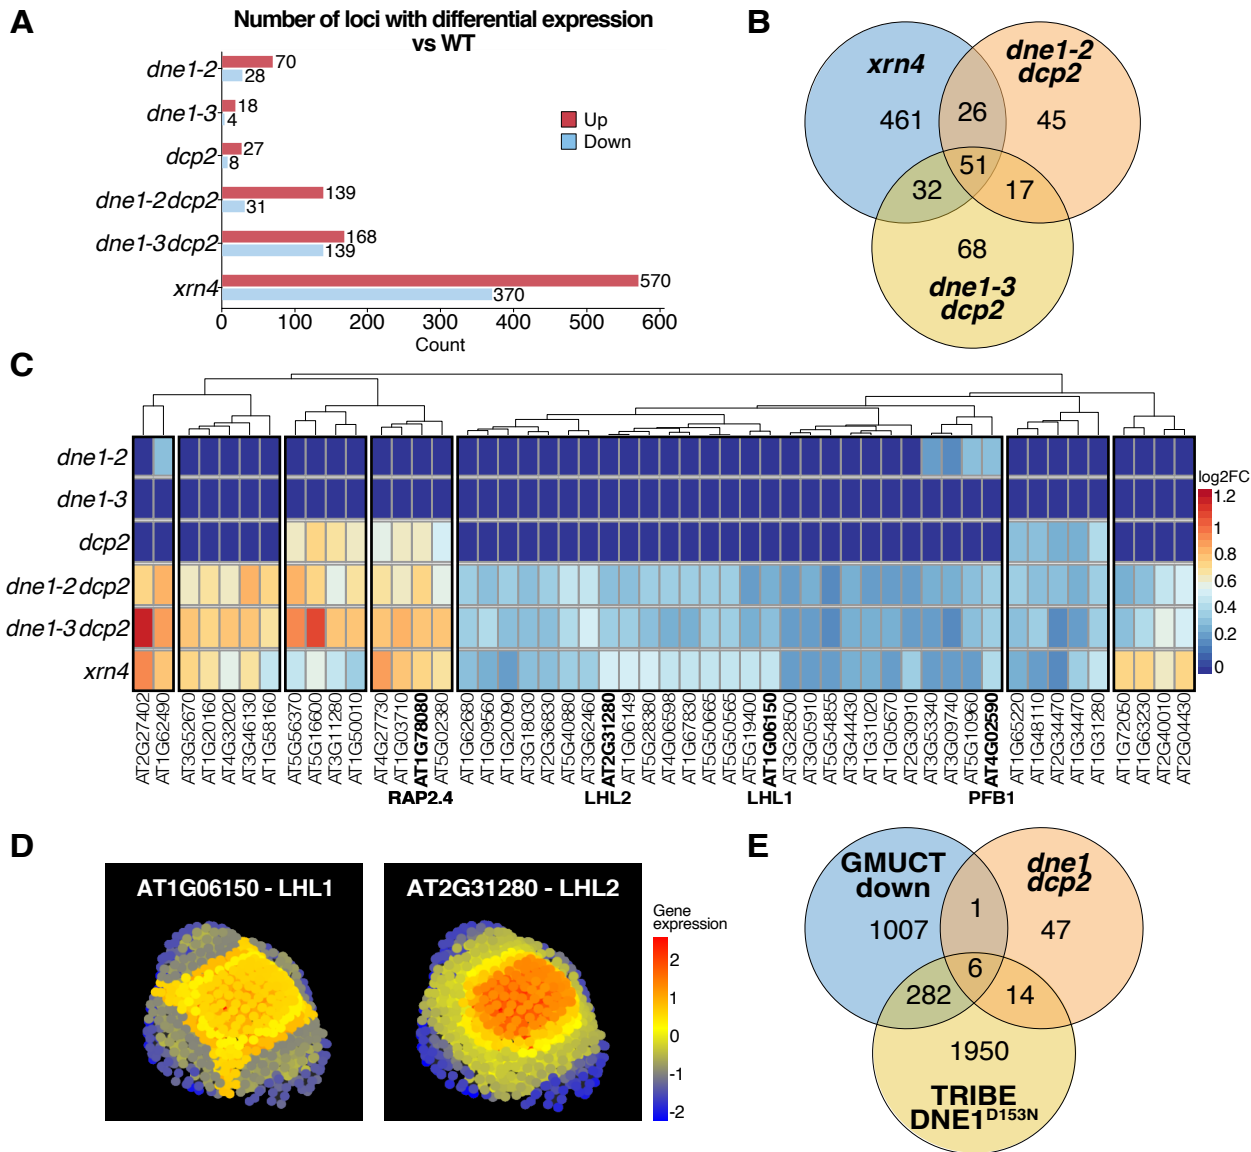 A
Number of loci with differential expression
vs WT
dne1-2
70
28
dne1-3
18
4
dcp2
27
8
dne1-2 dcp2
139
31
dne1-3 dcp2
168
139
xrn4
570
370
Up
Down
0 100 200 300 400 500 600
Count
B
xrn4
dne1-2
dcp2
461
26
45
51
32
17
68
dne1-3
dcp2
C
dne1-2
dne1-3
dcp2
dne1-2 dcp2
dne1-3 dcp2
xrn4
log2FC
1.2
1
0.8
0.6
0.4
0.2
0
AT2G27402
AT1G62490
AT3G52670
AT1G20160
AT4G32020
AT3G46130
AT1G58160
AT5G56370
AT5G16600
AT3G11280
AT1G50010
AT4G27730
AT1G03710
AT1G78080
AT5G02380
AT1G62680
AT1G09560
AT1G20090
AT3G18030
AT2G36830
AT5G40880
AT3G62460
AT2G31280
AT1G06149
AT5G28380
AT4G06598
AT1G67830
AT5G50665
AT5G50565
AT5G19400
AT1G06150
AT3G28500
AT3G05910
AT5G54855
AT3G44430
AT1G31020
AT1G05670
AT2G30910
AT3G53340
AT3G09740
AT5G10960
AT4G02590
AT1G65220
AT1G48110
AT2G34470
AT1G34470
AT1G31280
AT1G72050
AT1G63230
AT2G40010
AT2G04430
RAP2.4
LHL2
LHL1
PFB1
D
AT1G06150 - LHL1
AT2G31280 - LHL2
Gene
expression
2
1
0
-1
-2
E
GMUCT
down
dne1
dcp2
1007
1
47
6
282
14
1950
TRIBE
DNE1D153N